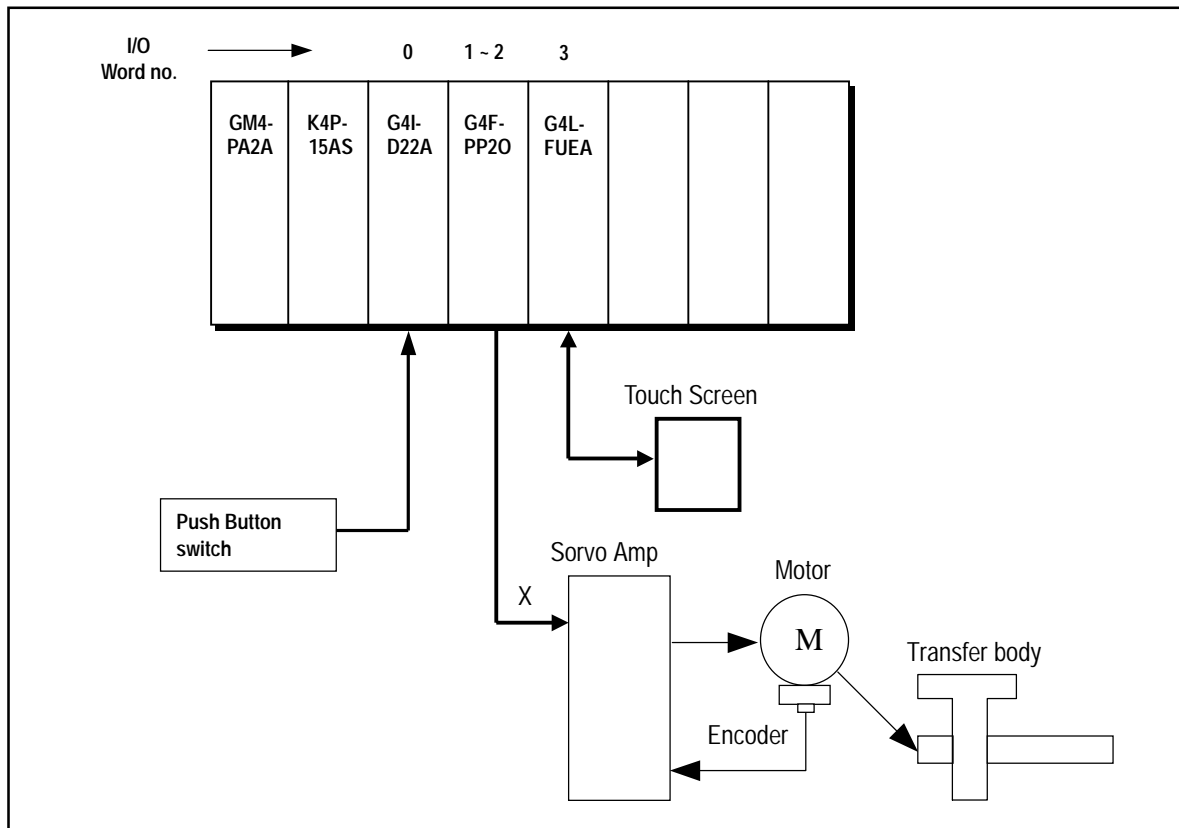 I/O
Word no.
0
1 ~ 2
3
GM4-
PA2A
K4P-
15AS
G4I-
D22A
G4F-
PP2O
G4L-
FUEA
Touch Screen
Push Button
switch
Sorvo Amp
X
Motor
M
Transfer body
Encoder